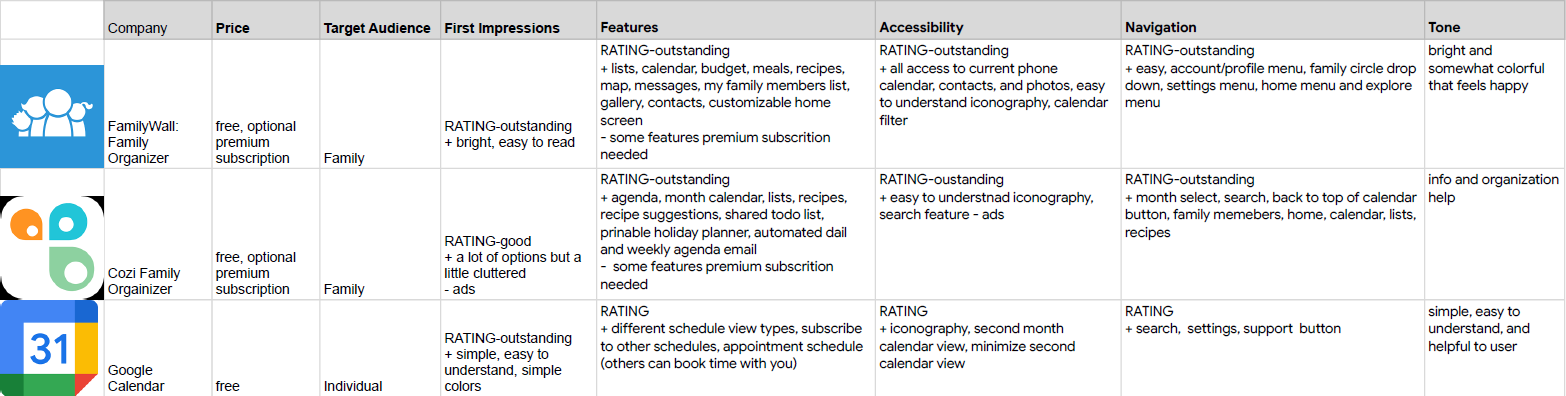 Company
Price
Target Audience
First Impressions
Features
Accessibility
Navigation
Tone
FamilyWall:
Family
Organizer
free, optional
premium
subscription
Family
RATING-outstanding
+ bright, easy to read
RATING-outstanding
+ lists, calendar, budget, meals, recipes,
map, messages, my family members list,
gallery, contacts, customizable home
screen
- some features premium subscrition
needed
RATING-outstanding
+ all access to current phone
calendar, contacts, and photos, easy
to understand iconography, calendar
filter
RATING-outstanding
+ easy, account/profile menu, family circle drop
down, settings menu, home menu and explore
menu
bright and
somewhat colorful
that feels happy
Cozi Family
Orgainizer
free, optional
premium
subscription
Family
RATING-good
+ a lot of options but a
little cluttered
- ads
RATING-outstanding
+ agenda, month calendar, lists, recipes,
recipe suggestions, shared todo list,
prinable holiday planner, automated dail
and weekly agenda email
-  some features premium subscrition
needed
RATING-oustanding
+ easy to understnad iconography,
search feature - ads
RATING-outstanding
+ month select, search, back to top of calendar
button, family memebers, home, calendar, lists,
recipes
info and organization
help
31
Google
Calendar
free
Individual
RATING-outstanding
+ simple, easy to
understand, simple
colors
RATING
+ different schedule view types, subscribe
to other schedules, appointment schedule
(others can book time with you)
RATING
+ iconography, second month
calendar view, minimize second
calendar view
RATING
+ search,  settings, support  button
simple, easy to
understand, and
helpful to user